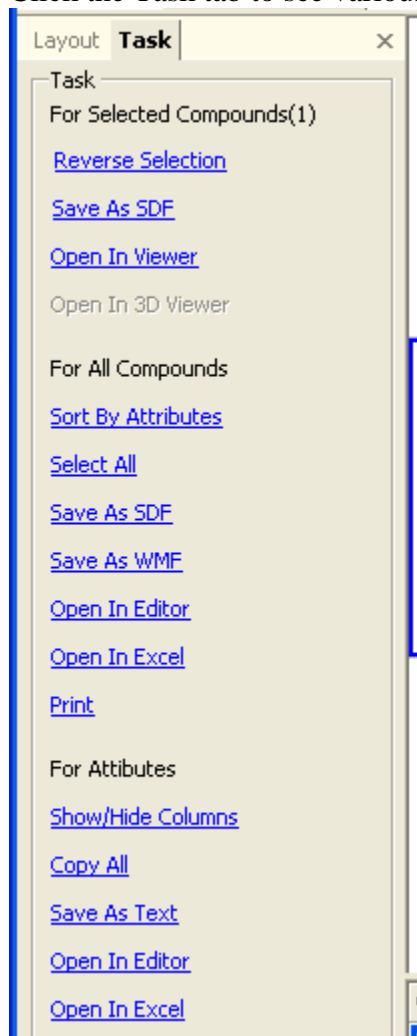 Layout Task
Task
For Selected Compounds(1)
Reverse Selection
Save As SDF
Open In Viewer
Open In 3D Viewer
For All Compounds
Sort By Attributes
Select All
Save As SDF
Save As WMF
Open In Editor
Open In Excel
Print
For Attibutes
Show/Hide Columns
Copy All
Save As Text
Open In Editor
Open In Excel